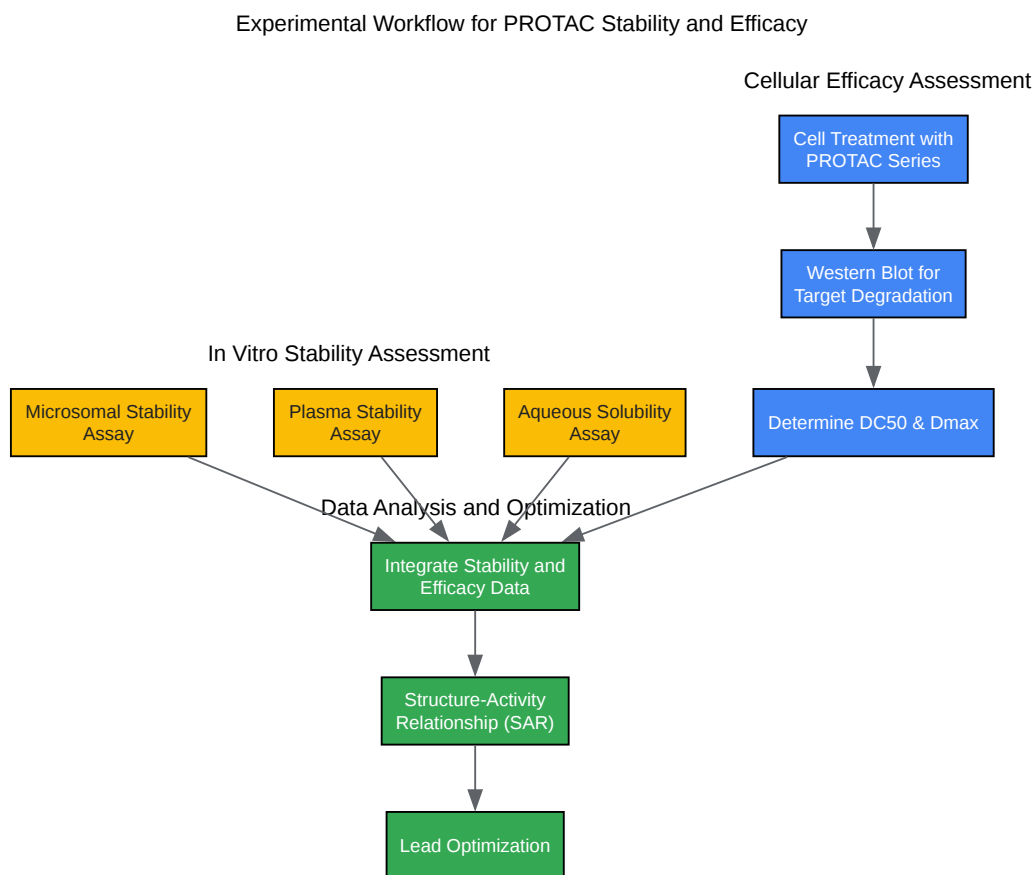 Experimental Workflow for PROTAC Stability and Efficacy
Cellular Efficacy Assessment
Cell Treatment with
PROTAC Series
Western Blot for
Target Degradation
In Vitro Stability Assessment
Microsomal Stability
Assay
Plasma Stability
Assay
Aqueous Solubility
Assay
Determine DC50 & Dmax
Data Analysis and Optimization
Integrate Stability and
Efficacy Data
Structure-Activity
Relationship (SAR)
Lead Optimization